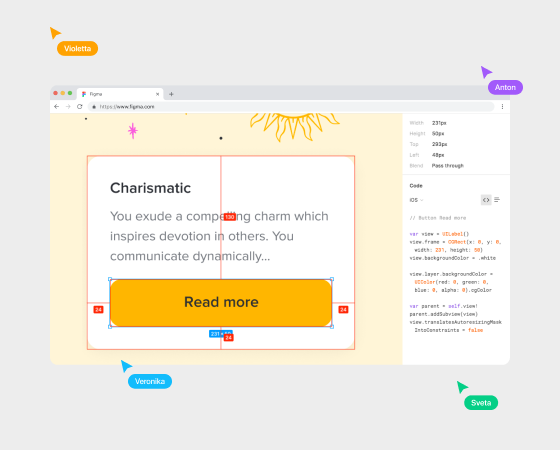 Violetta
Anton
Figma
https://www.figma.com
Width 231px
Height 50px
Top 293px
Left 48px
Blend Pass through
Code
iOS
// Button Read more
var view = UILabel()
view.frame = CGRect(x: 0, y: 0,
width: 231, height: 50)
view.backgroundColor = .white
view.layer.backgroundColor =
UIColor(red: 0, green: 0,
blue: 0, alpha: 0).cgColor
var parent = self.view!
parent.addSubview(view)
view.translatesAutoresizingMask
IntoConstraints = false
Charismatic
You exude a compelling charm which
130
inspires devotion in others. You
communicate dynamically...
Read more
24
24
231 ×
24
Veronika
Sveta